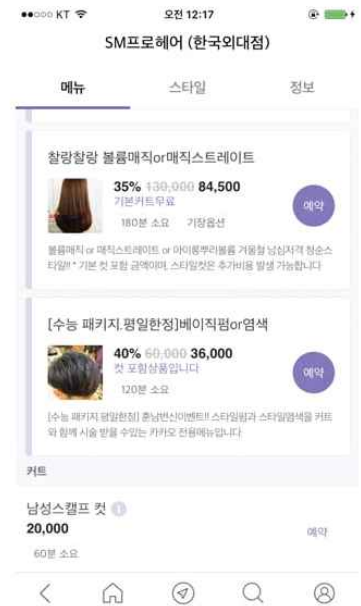 KT 오전 12:17
SM프로헤어 (한국외대점)
메뉴 스타일 정보
찰랑찰랑 볼륨매직or매직스트레이트
35% 130,000 84,500
기본커트무료
예약
180분 소요 기장옵션
볼륨매직 or 매직스트레이트 or 아이롱뿌리볼륨 겨울철 남심저격 청순스
타일!!! * 기본 컷 포함 금액이며, 스타일컷은 추가비용 발생 가능합니다
[수능 패키지.평일한정]베이직펌or염색
40% 60,000 36,000
컷 포함상품입니다
예약
120분 소요
[수능 패키지 평일한정] 훈남변신이벤트!! 스타일펌과 스타일염색을 커트
와 함께 시술 받을 수있는 카카오 전용메뉴입니다
커트
남성스캘프 컷
20,000
예약
60분 소요